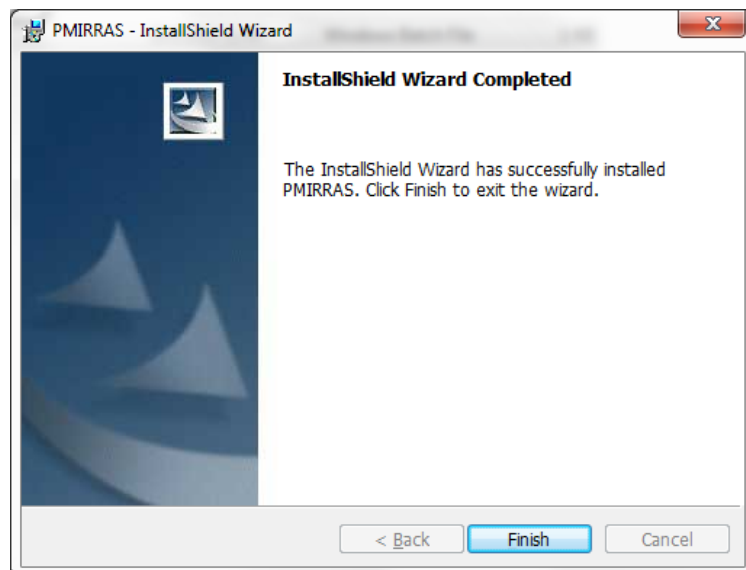 PMIRRAS - InstallShield Wizard
InstallShield Wizard Completed
The InstallShield Wizard has successfully installed
PMIRRAS. Click Finish to exit the wizard.
< Back Finish Cancel